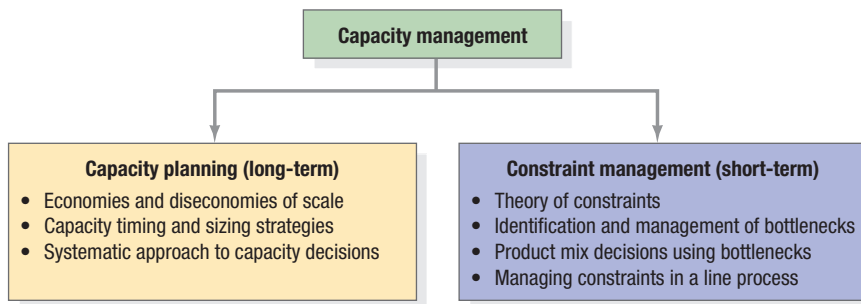 Capacity management
Capacity planning (long-term)
• Economies and diseconomies of scale
• Capacity timing and sizing strategies
• Systematic approach to capacity decisions
Constraint management (short-term)
• Theory of constraints
• Identification and management of bottlenecks
• Product mix decisions using bottlenecks
• Managing constraints in a line process